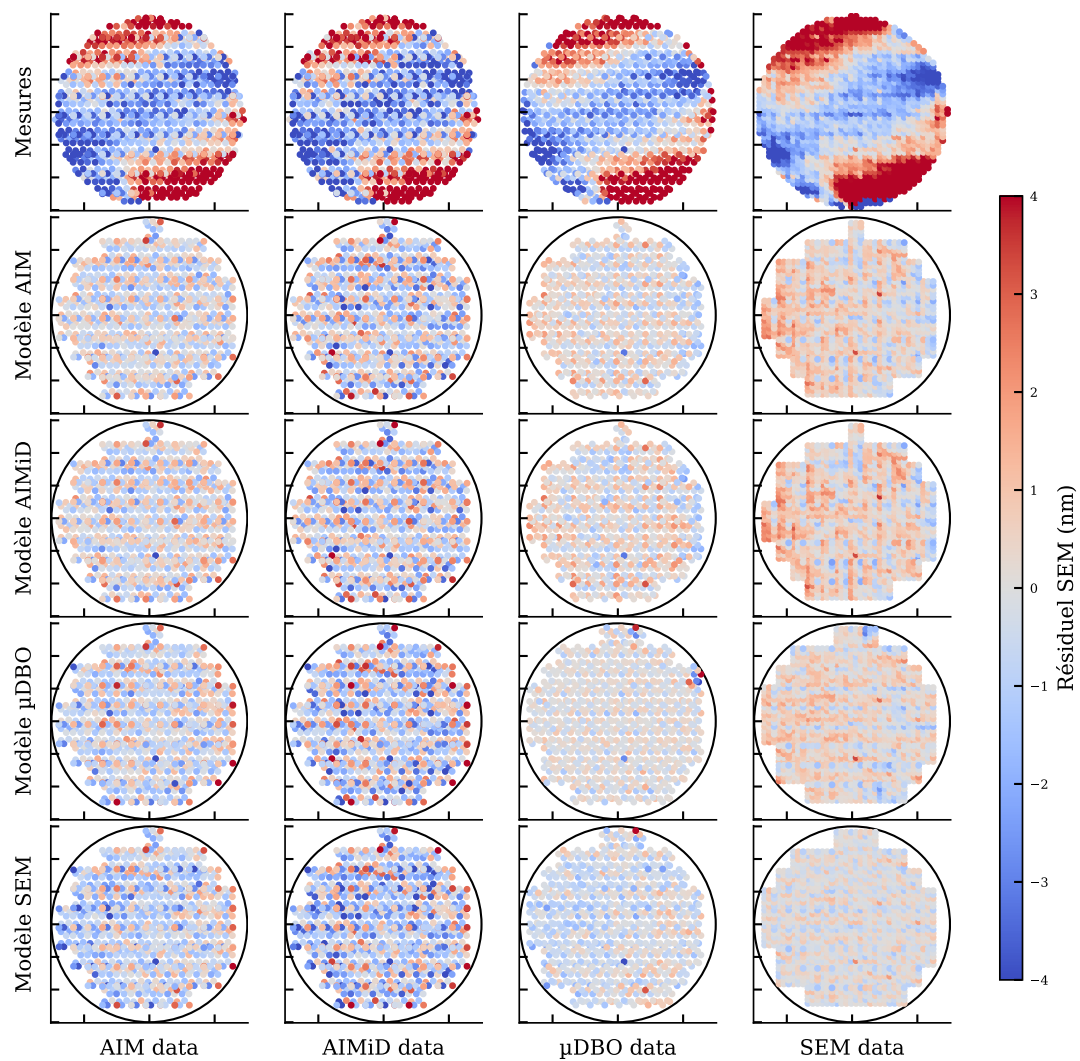 Mesures
Modèle AIM
Modèle AIMiD
Modèle µDBO
Modèle SEM
AIM data
AIMiD data
µDBO data
SEM data
4
3
2
1
0
−1
−2
−3
−4
Résiduel SEM (nm)